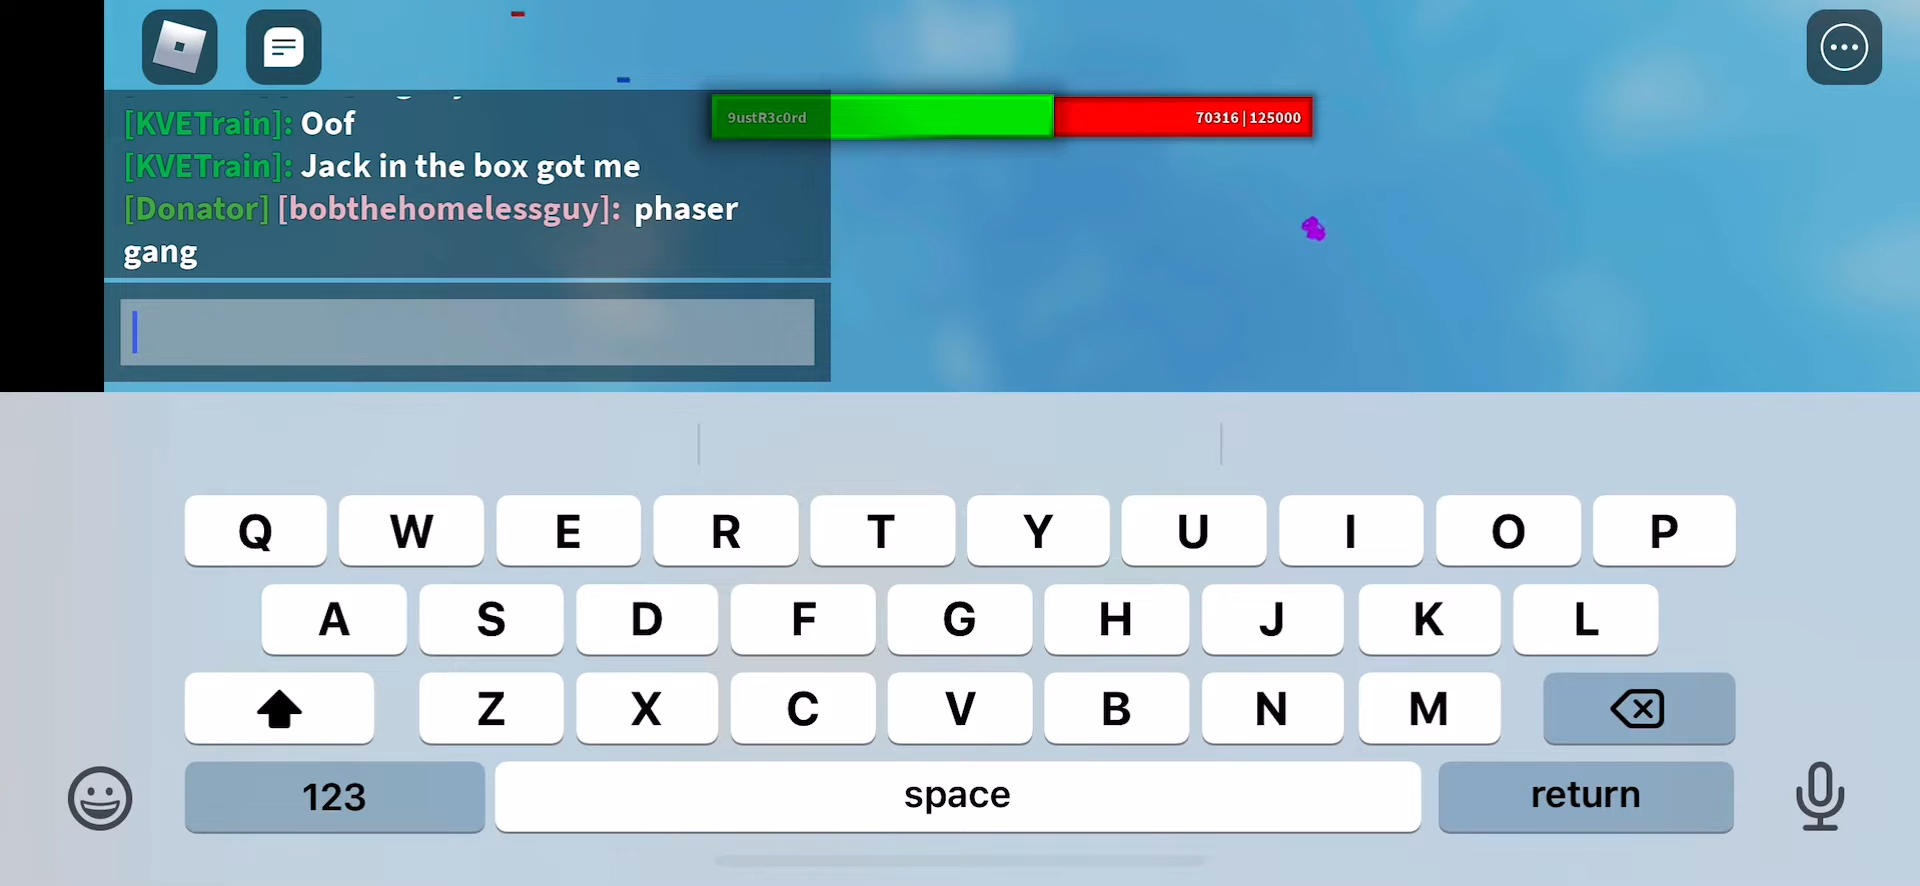 [KVETrain]: Oof
[KVETrain]: Jack in the box got me
[Donator] [bobthehomelessguy]: phaser
gang
9ustR3c0rd
70316|125000
Q W E R T Y U I O P
A S D F G H J K L
Z X C V B N M
123 space return